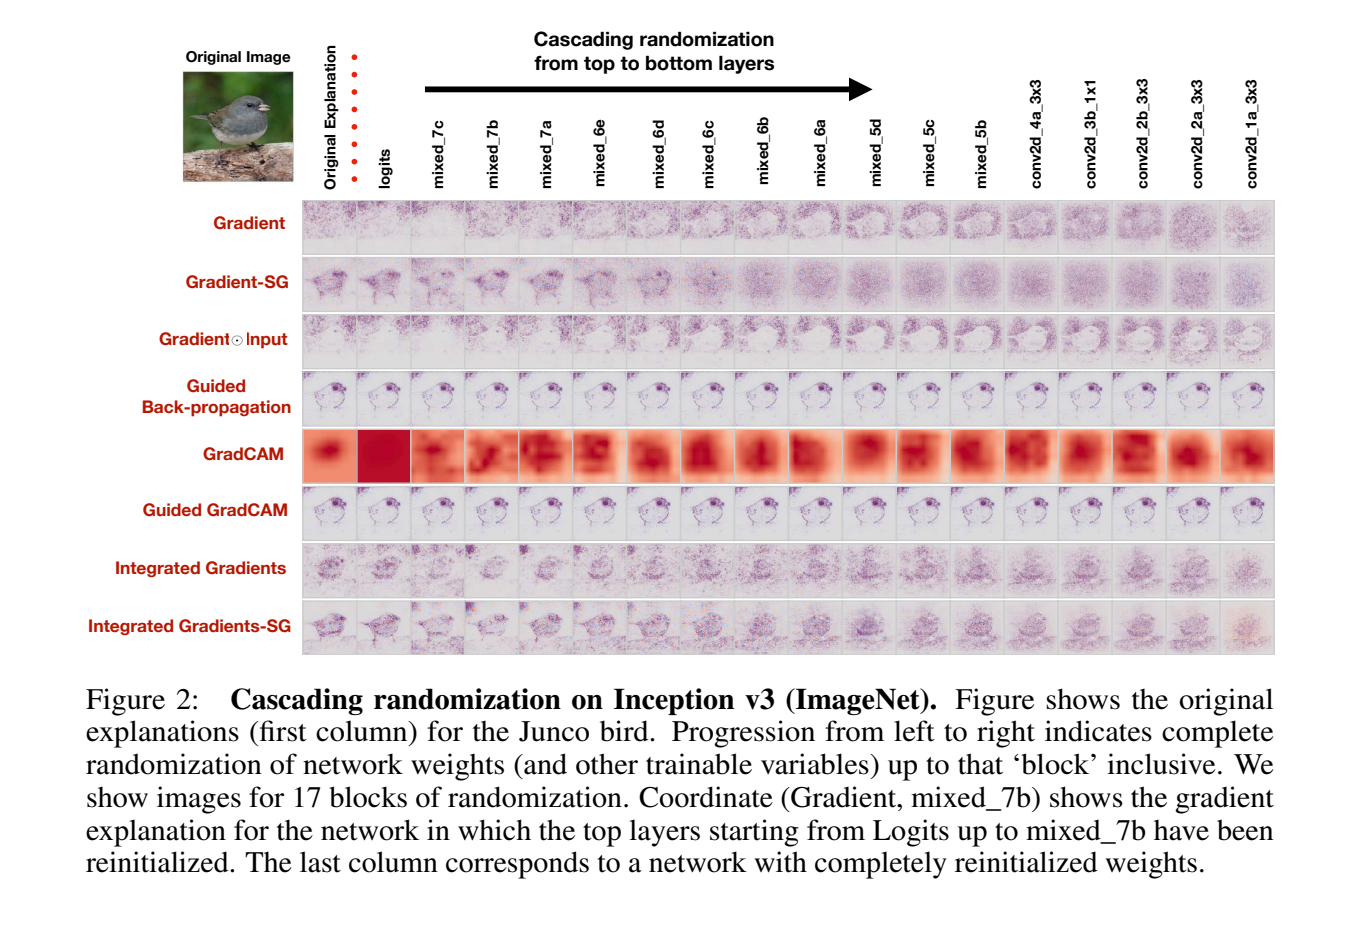 Cascading randomization
from top to bottom layers
Original Image
Original Explanation
logits
mixed_7c
mixed_7b
mixed_7a
mixed_6e
mixed_6d
mixed_6c
mixed_6b
mixed_6a
mixed_5d
mixed_5c
mixed_5b
conv2d_4a_3x3
conv2d_3b_1x1
conv2d_2b_3x3
conv2d_2a_3x3
conv2d_1a_3x3
Gradient
Gradient-SG
Gradient⊙Input
Guided
Back-propagation
GradCAM
Guided GradCAM
Integrated Gradients
Integrated Gradients-SG
Figure 2: Cascading randomization on Inception v3 (ImageNet). Figure shows the original
explanations (first column) for the Junco bird. Progression from left to right indicates complete
randomization of network weights (and other trainable variables) up to that ‘block’ inclusive. We
show images for 17 blocks of randomization. Coordinate (Gradient, mixed_7b) shows the gradient
explanation for the network in which the top layers starting from Logits up to mixed_7b have been
reinitialized. The last column corresponds to a network with completely reinitialized weights.